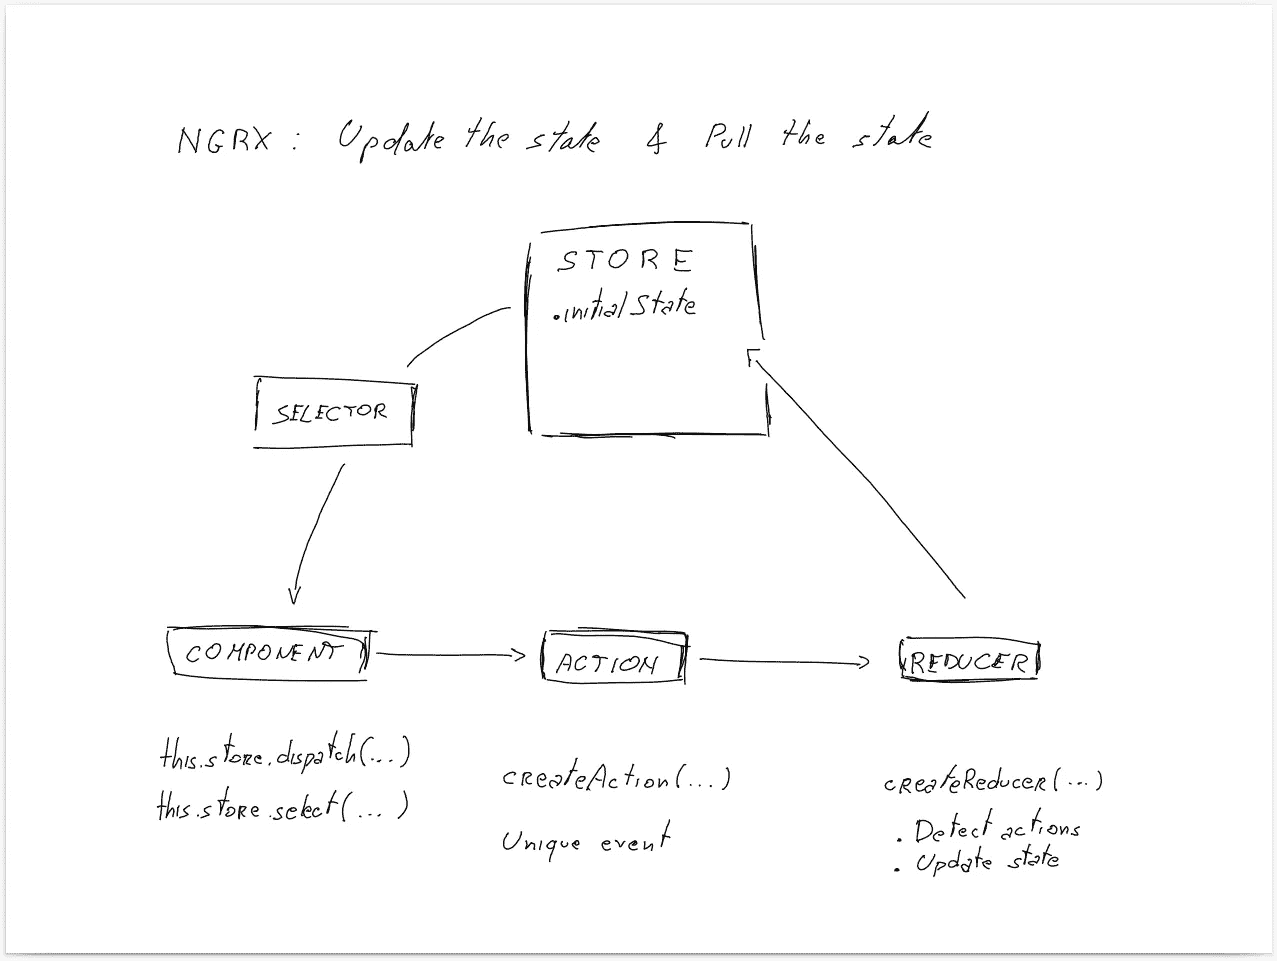 NGRX : Update the state & Pull the state
STORE
.initialState
SELECTOR
COMPONENT
ACTION
REDUCER
this.store.dispatch(...)
this.store.select(...)
createAction(...)
Unique event
createReducer(...)
. Detect actions
. Update state